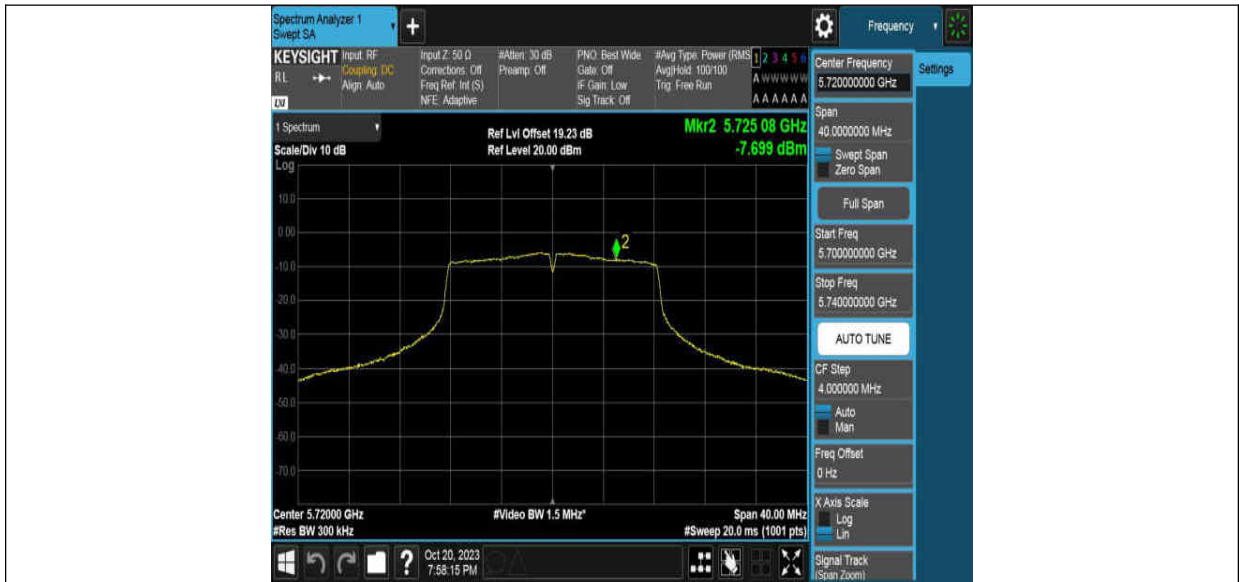 Spectrum Analyzer 1
Swept SA
+
Frequency
KEYSIGHT
RL
LXI
Input: RF
Coupling: DC
Align: Auto
Input Z: 50 Ω
Corrections: Off
Freq Ref: Int (S)
NFE: Adaptive
#Atten: 30 dB
Preamp: Off
PNO: Best Wide
Gate: Off
IF Gain: Low
Sig Track: Off
#Avg Type: Power (RMS
Avg|Hold: 100/100
Trig: Free Run
1 2 3 4 5 6
A W W W W W
A A A A A A
1 Spectrum
Scale/Div 10 dB
Ref Lvl Offset 19.23 dB
Ref Level 20.00 dBm
Mkr2 5.725 08 GHz
-7.699 dBm
Log
10.0
0.00
-10.0
-20.0
-30.0
-40.0
-50.0
-60.0
-70.0
2
Center 5.72000 GHz
#Res BW 300 kHz
#Video BW 1.5 MHz*
Span 40.00 MHz
#Sweep 20.0 ms (1001 pts)
?
Oct 20, 2023
7:58:15 PM
Center Frequency
5.720000000 GHz
Settings
Span
40.0000000 MHz
Swept Span
Zero Span
Full Span
Start Freq
5.700000000 GHz
Stop Freq
5.740000000 GHz
AUTO TUNE
CF Step
4.000000 MHz
Auto
Man
Freq Offset
0 Hz
X Axis Scale
Log
Lin
Signal Track
(Span Zoom)